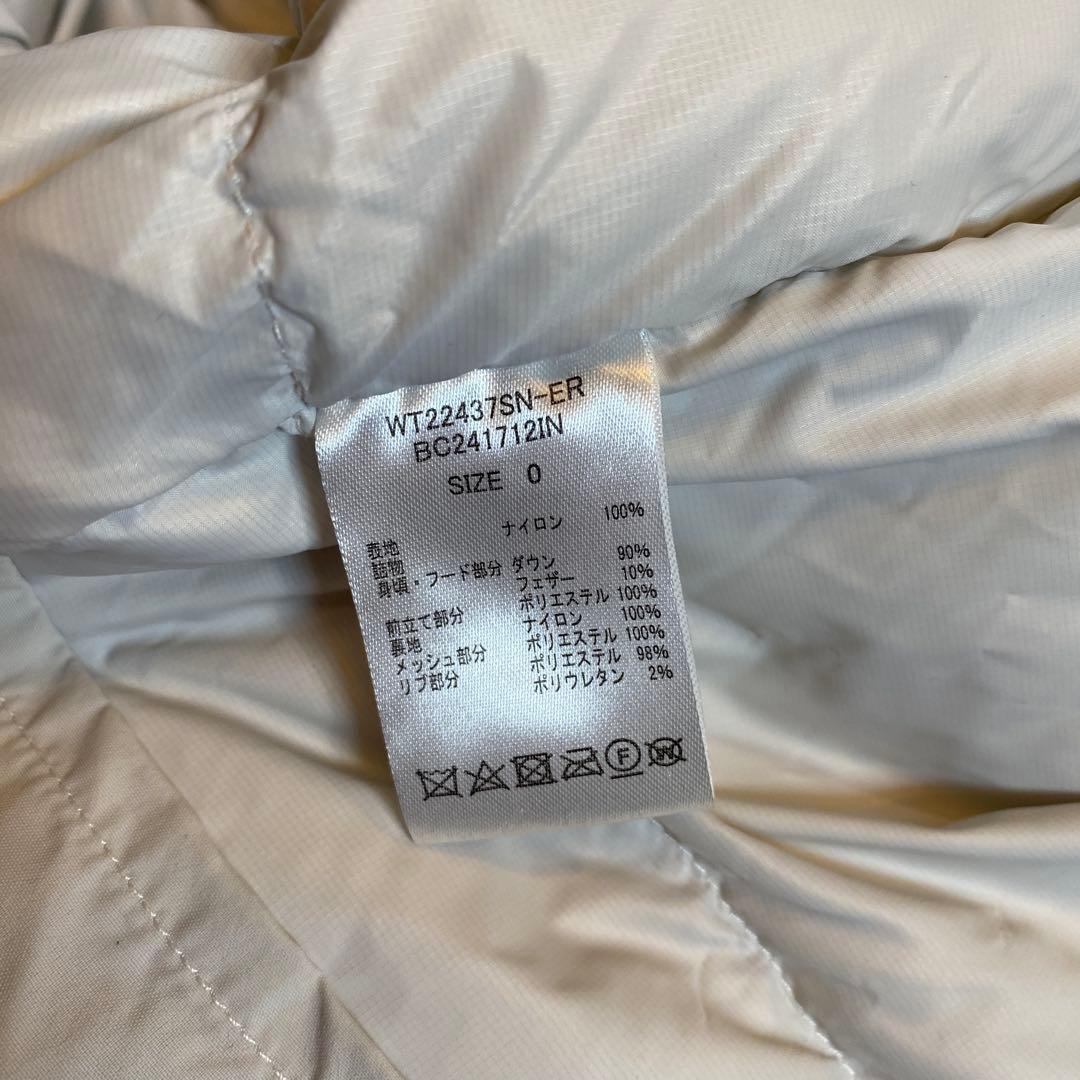 WT22437SN-ER
BC241712IN
SIZE 0
表地 ナイロン 100%
詰物
身頃・フード部分 ダウン 90%
フェザー 10%
前立て部分 ポリエステル 100%
裏地 ナイロン 100%
メッシュ部分 ポリエステル 100%
リブ部分 ポリエステル 98%
ポリウレタン 2%
F
W